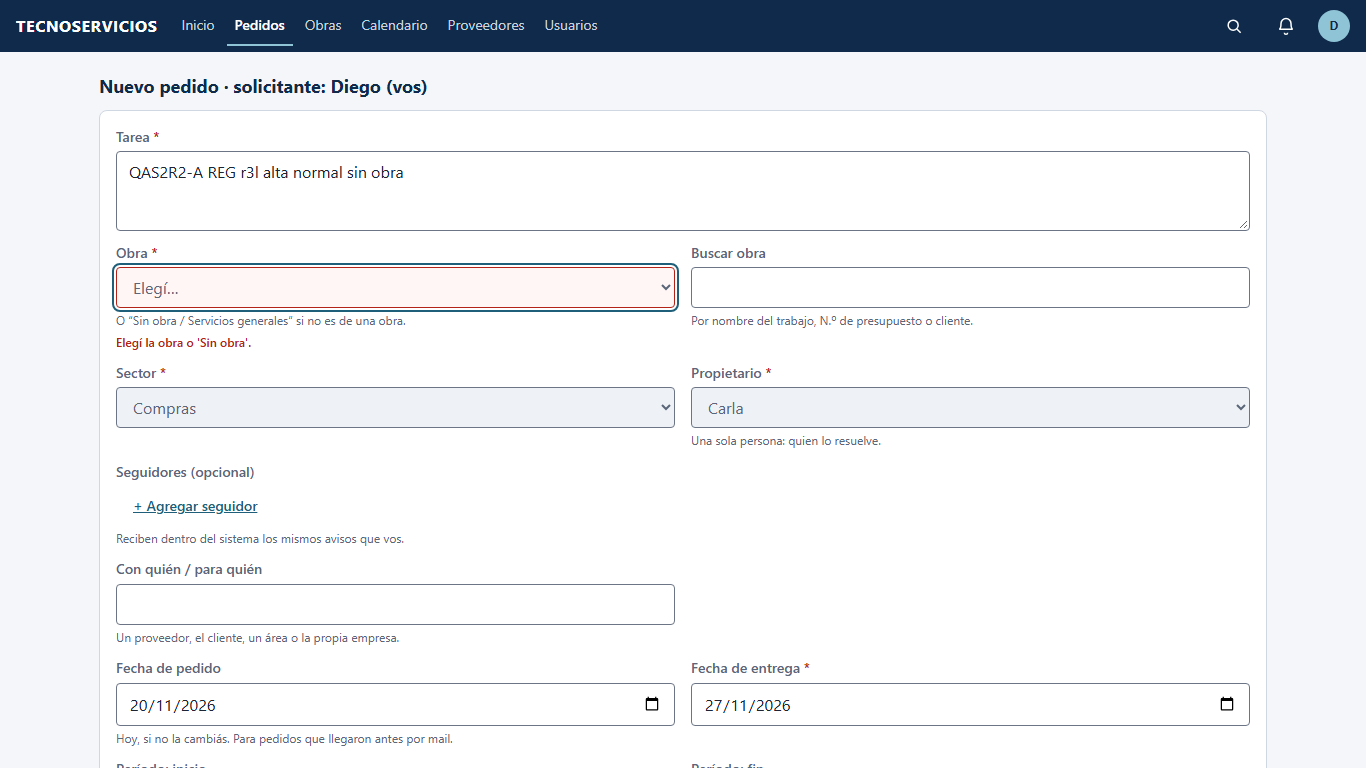 TECNOSERVICIOS Inicio Pedidos Obras Calendario Proveedores Usuarios D
Nuevo pedido · solicitante: Diego (vos)
Tarea *
QAS2R2-A REG r3l alta normal sin obra
Obra * Buscar obra
Elegí...
O “Sin obra / Servicios generales” si no es de una obra. Por nombre del trabajo, N.º de presupuesto o cliente.
Elegí la obra o 'Sin obra'.
Sector * Propietario *
Compras Carla
Una sola persona: quien lo resuelve.
Seguidores (opcional)
+ Agregar seguidor
Reciben dentro del sistema los mismos avisos que vos.
Con quién / para quién
Un proveedor, el cliente, un área o la propia empresa.
Fecha de pedido Fecha de entrega *
20/11/2026 27/11/2026
Hoy, si no la cambiás. Para pedidos que llegaron antes por mail.
Período: inicio Período: fin